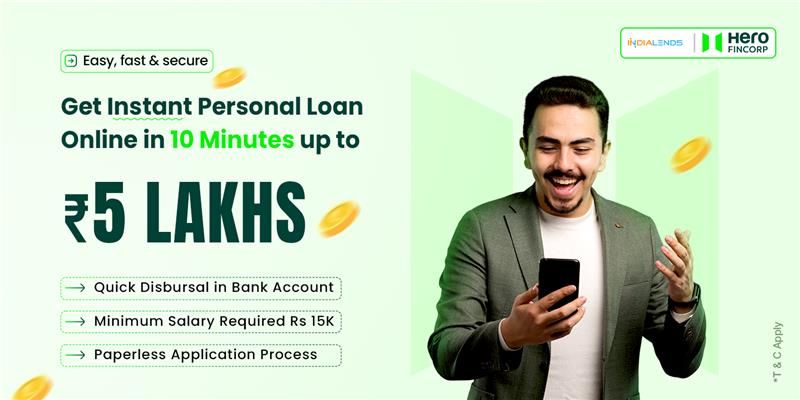 INDIALENDS
Hero
FINCORP
Easy, fast & secure
Get Instant Personal Loan
Online in 10 Minutes up to
₹5 LAKHS
Quick Disbursal in Bank Account
Minimum Salary Required Rs 15K
Paperless Application Process
*T & C Apply